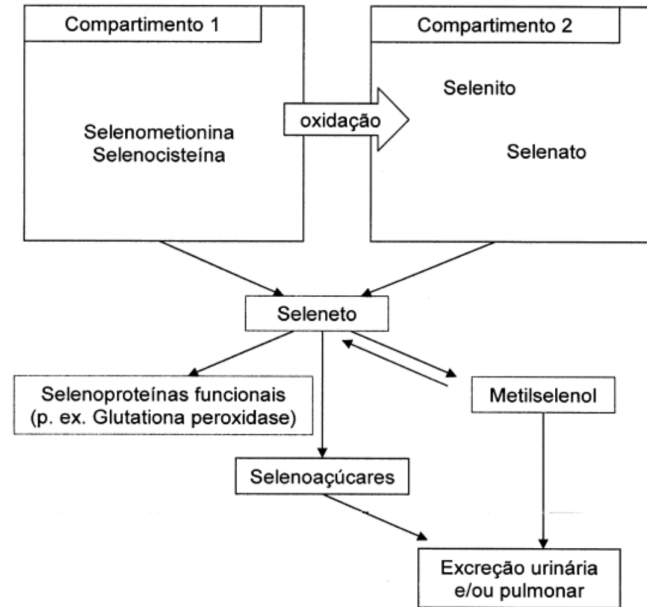 Compartimento 1
Compartimento 2
Selenito
oxidação
Selenometionina
Selenocisteína
Selenato
Seleneto
Selenoproteínas funcionais
(p. ex. Glutationa peroxidase)
Metilselenol
Selenoaçúcares
Excreção urinária
e/ou pulmonar